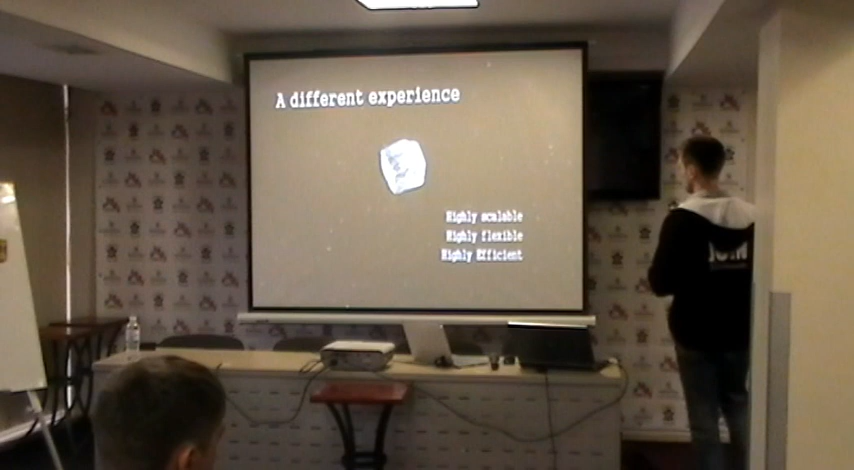 A different experience
Highly scalable
Highly flexible
Highly Efficient